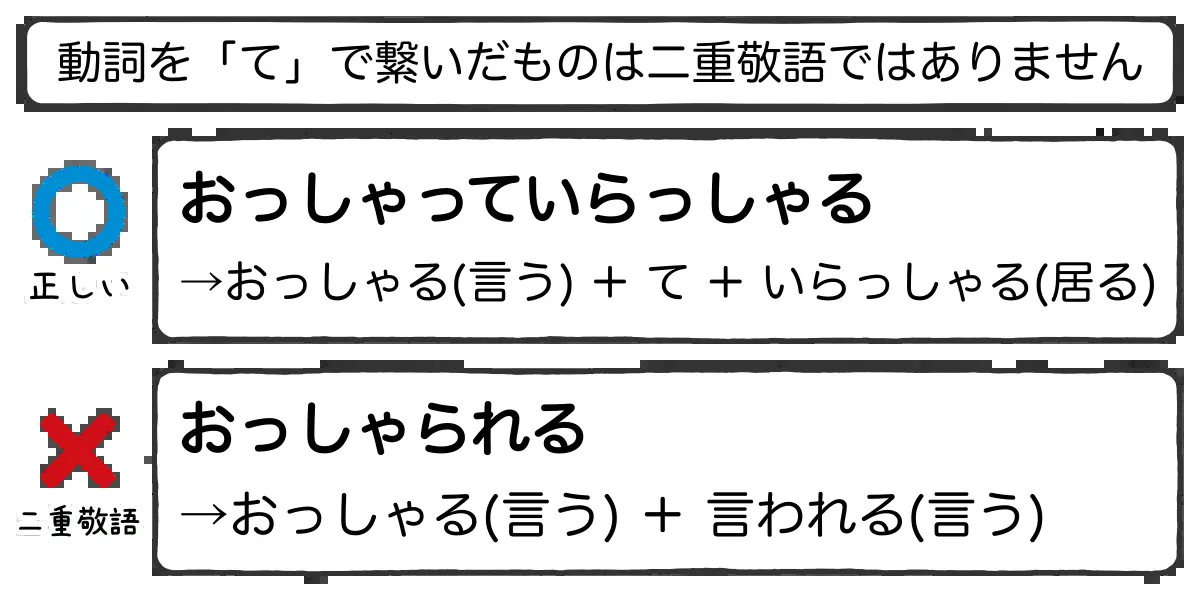 動詞を「て」で繋いだものは二重敬語ではありません
おっしゃっていらっしゃる
→おっしゃる(言う) + て + いらっしゃる(居る)
正しい
おっしゃられる
→おっしゃる(言う) + 言われる(言う)
二重敬語